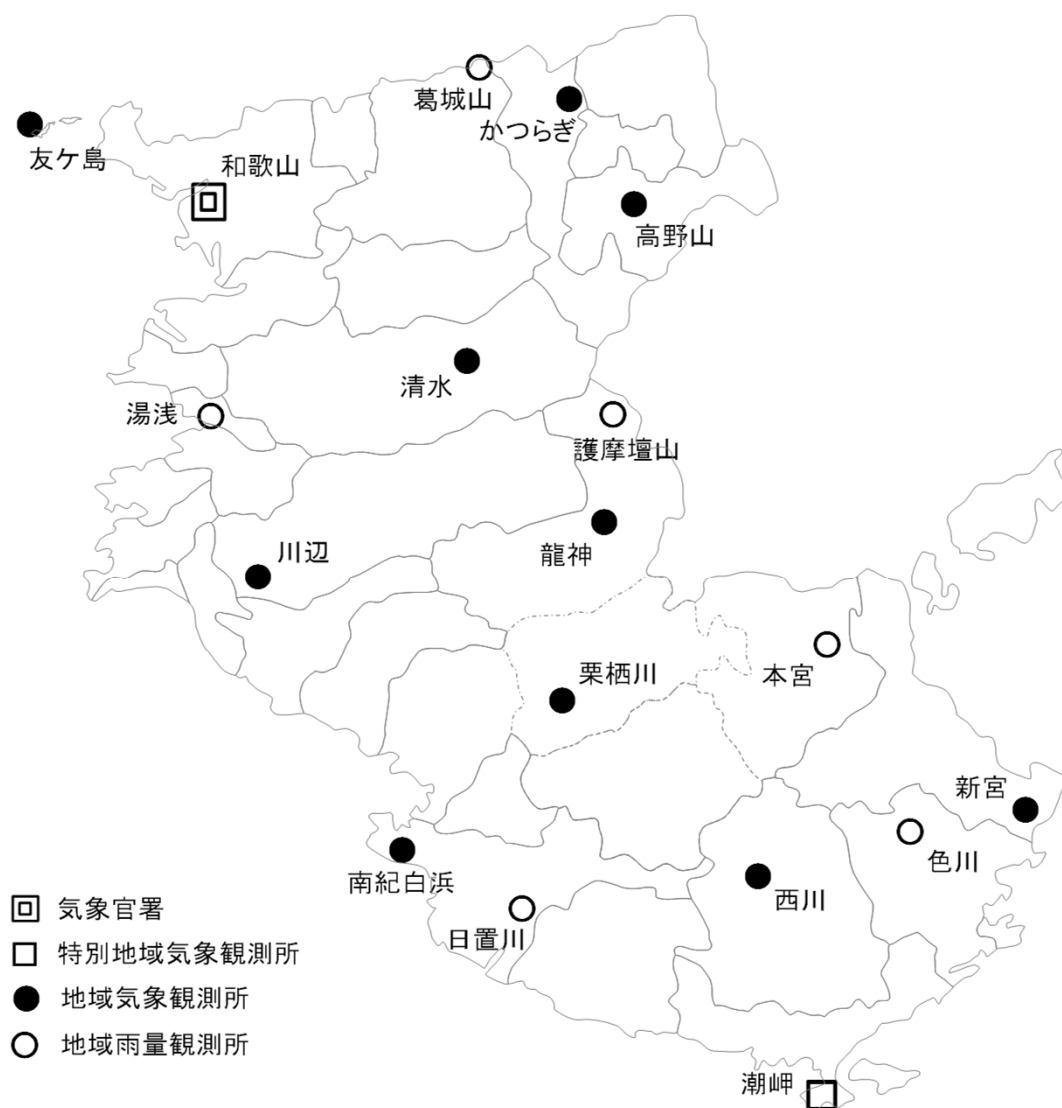 葛城山
かつらぎ
友ケ島
和歌山
高野山
清水
湯浅
護摩壇山
川辺
龍神
栗栖川
本宮
新宮
色川
南紀白浜
西川
日置川
気象官署
特別地域気象観測所
地域気象観測所
地域雨量観測所
潮岬